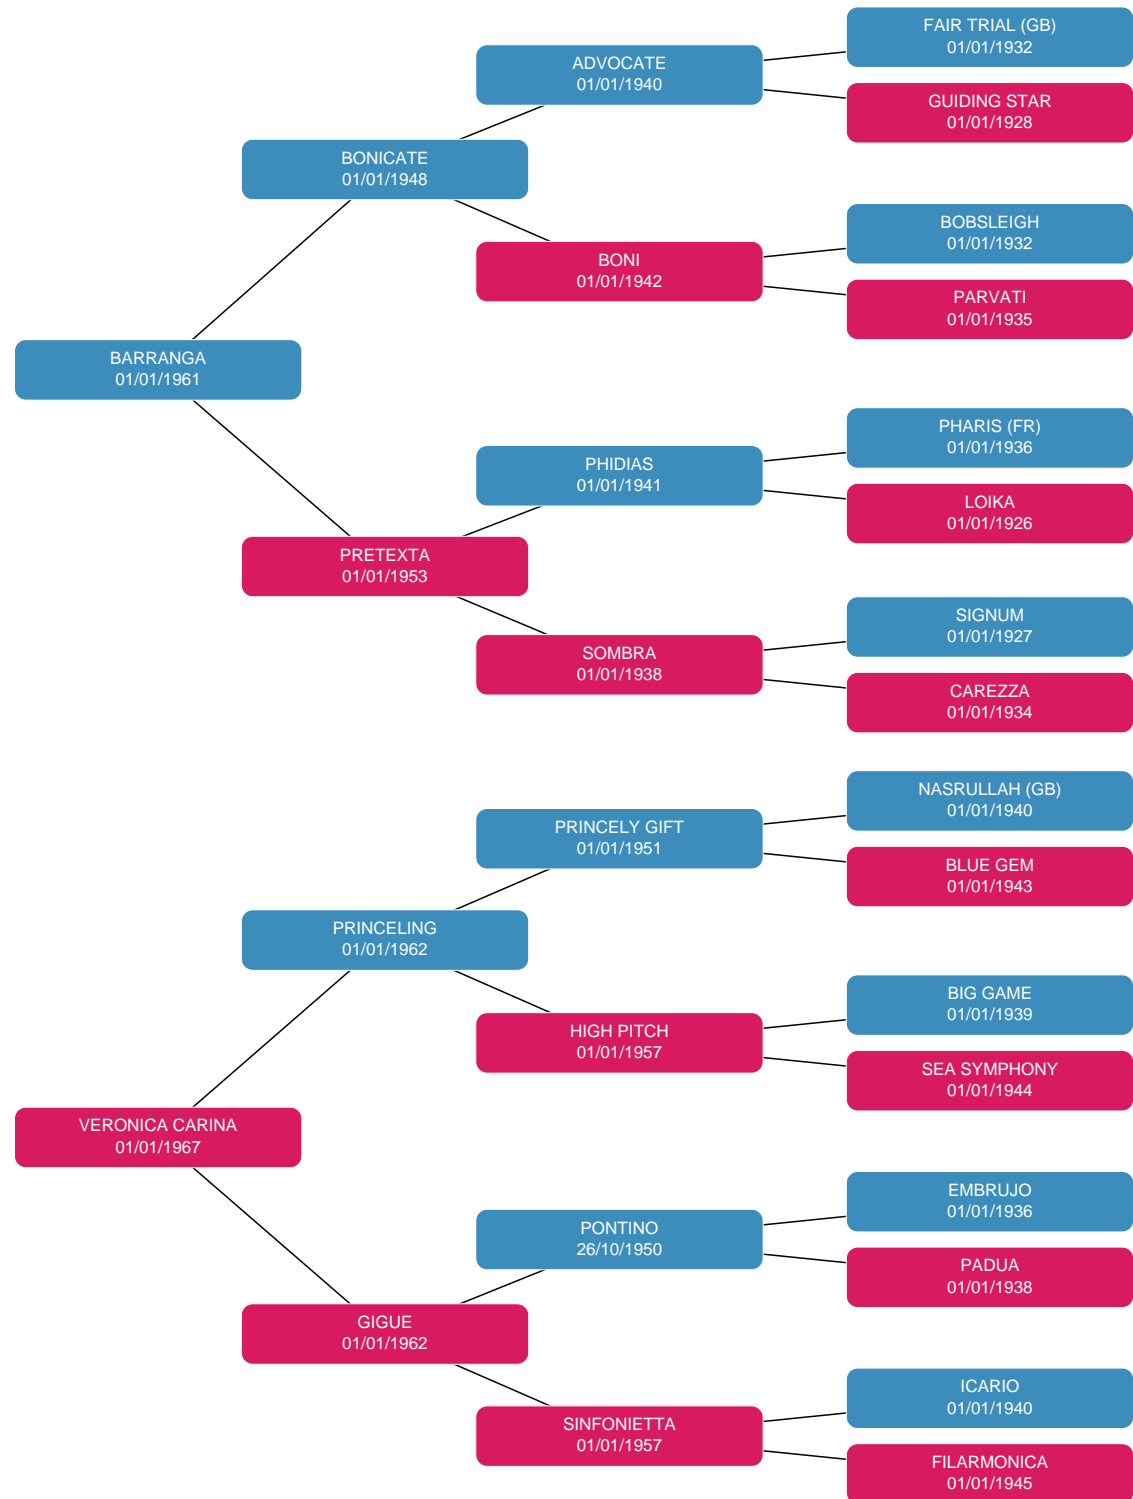 FAIR TRIAL (GB)
01/01/1932
ADVOCATE
01/01/1940
GUIDING STAR
01/01/1928
BONICATE
01/01/1948
BOBSLEIGH
01/01/1932
BONI
01/01/1942
PARVATI
01/01/1935
BARRANGA
01/01/1961
PHARIS (FR)
01/01/1936
PHIDIAS
01/01/1941
LOIKA
01/01/1926
PRETEXTA
01/01/1953
SIGNUM
01/01/1927
SOMBRA
01/01/1938
CAREZZA
01/01/1934
NASRULLAH (GB)
01/01/1940
PRINCELY GIFT
01/01/1951
BLUE GEM
01/01/1943
PRINCELING
01/01/1962
BIG GAME
01/01/1939
HIGH PITCH
01/01/1957
SEA SYMPHONY
01/01/1944
VERONICA CARINA
01/01/1967
EMBRUJO
01/01/1936
PONTINO
26/10/1950
PADUA
01/01/1938
GIGUE
01/01/1962
ICARIO
01/01/1940
SINFONIETTA
01/01/1957
FILARMONICA
01/01/1945